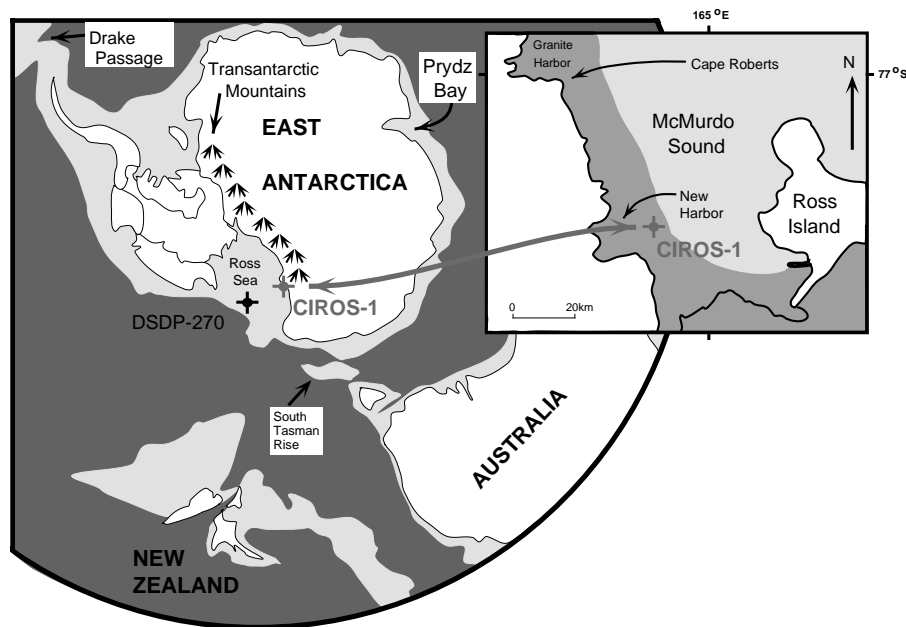 Drake
Passage
Transantarctic
Mountains
Prydz
Bay
EAST
ANTARCTICA
Ross
Sea
CIROS-1
DSDP-270
South
Tasman
Rise
AUSTRALIA
NEW
ZEALAND
165 °E
77 °S
Granite
Harbor
Cape Roberts
N
McMurdo
Sound
New
Harbor
Ross
Island
CIROS-1
0 20km